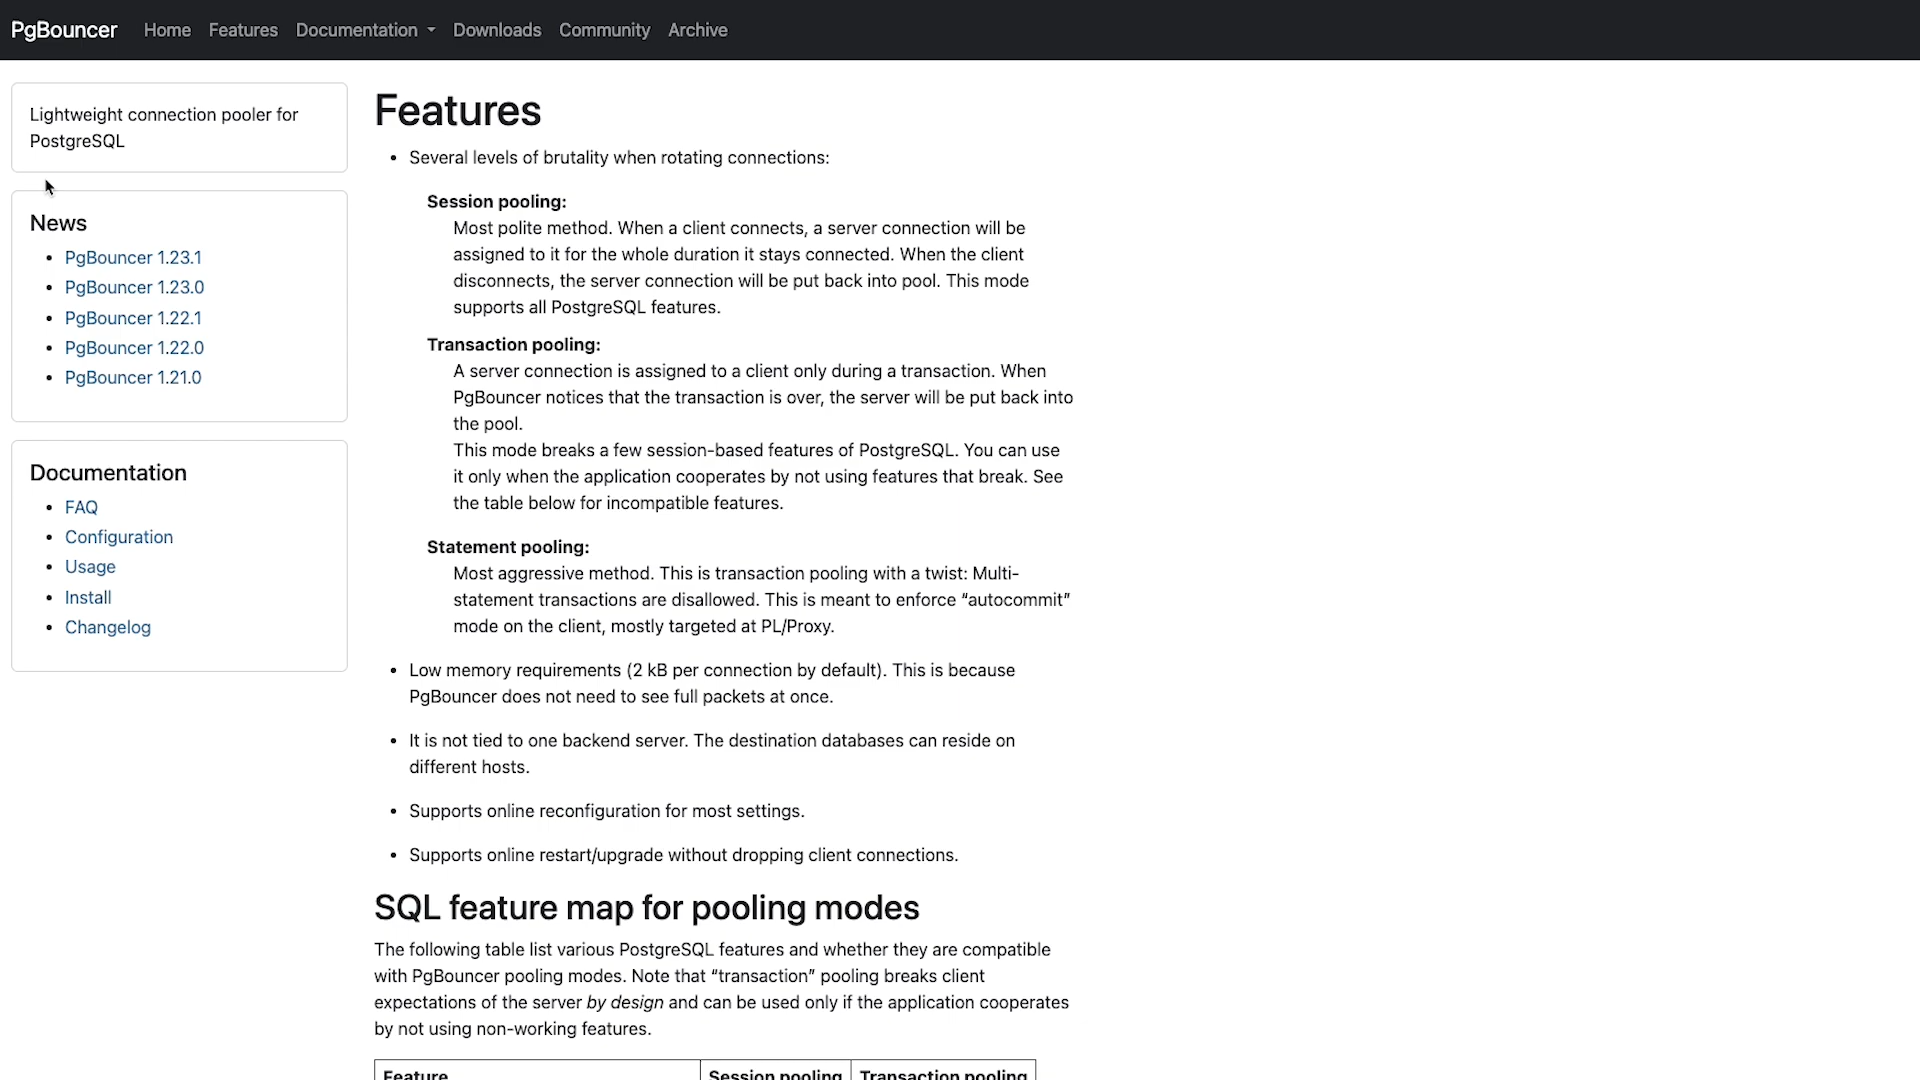 PgBouncer Home Features Documentation Downloads Community Archive
Lightweight connection pooler for
PostgreSQL
News
• PgBouncer 1.23.1
• PgBouncer 1.23.0
• PgBouncer 1.22.1
• PgBouncer 1.22.0
• PgBouncer 1.21.0
Documentation
• FAQ
• Configuration
• Usage
• Install
• Changelog
Features
• Several levels of brutality when rotating connections:
Session pooling:
Most polite method. When a client connects, a server connection will be
assigned to it for the whole duration it stays connected. When the client
disconnects, the server connection will be put back into pool. This mode
supports all PostgreSQL features.
Transaction pooling:
A server connection is assigned to a client only during a transaction. When
PgBouncer notices that the transaction is over, the server will be put back into
the pool.
This mode breaks a few session-based features of PostgreSQL. You can use
it only when the application cooperates by not using features that break. See
the table below for incompatible features.
Statement pooling:
Most aggressive method. This is transaction pooling with a twist: Multi-
statement transactions are disallowed. This is meant to enforce “autocommit”
mode on the client, mostly targeted at PL/Proxy.
• Low memory requirements (2 kB per connection by default). This is because
PgBouncer does not need to see full packets at once.
• It is not tied to one backend server. The destination databases can reside on
different hosts.
• Supports online reconfiguration for most settings.
• Supports online restart/upgrade without dropping client connections.
SQL feature map for pooling modes
The following table list various PostgreSQL features and whether they are compatible
with PgBouncer pooling modes. Note that “transaction” pooling breaks client
expectations of the server by design and can be used only if the application cooperates
by not using non-working features.
Feature Session pooling Transaction pooling